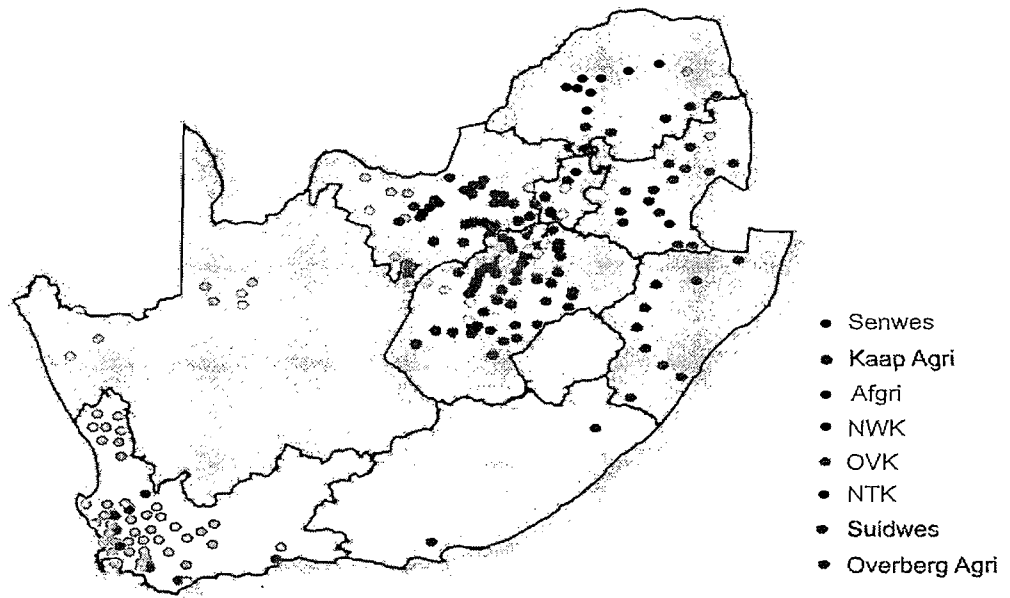 Senwes
Kaap Agri
Afgri
NWK
OVK
NTK
Suidwes
Overberg Agri